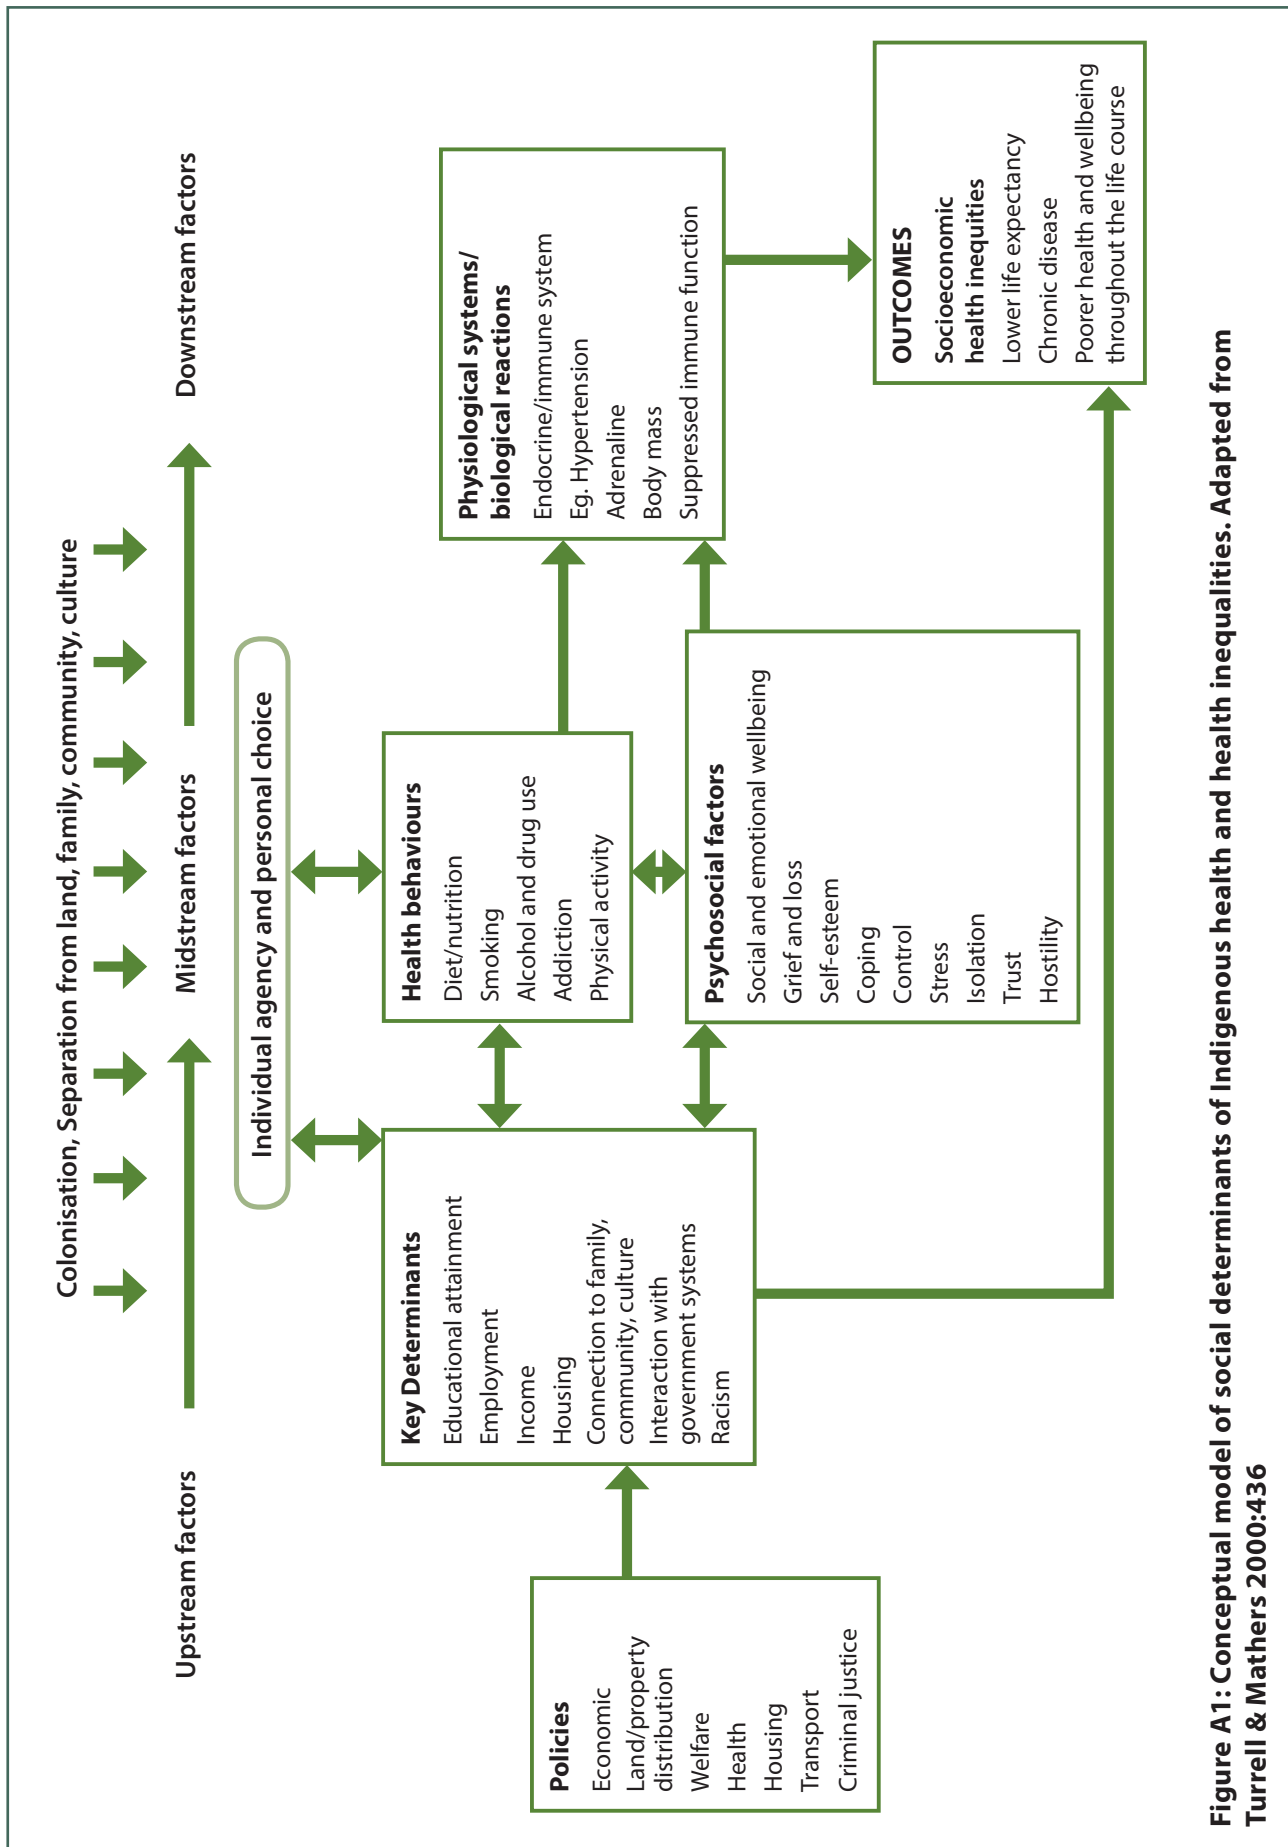 Colonisation, Separation from land, family, community, culture
Upstream factors
Midstream factors
Downstream factors
Individual agency and personal choice
Policies
Economic
Land/property
distribution
Welfare
Health
Housing
Transport
Criminal justice
Key Determinants
Educational attainment
Employment
Income
Housing
Connection to family,
community, culture
Interaction with
government systems
Racism
Health behaviours
Diet/nutrition
Smoking
Alcohol and drug use
Addiction
Physical activity
Psychosocial factors
Social and emotional wellbeing
Grief and loss
Self-esteem
Coping
Control
Stress
Isolation
Trust
Hostility
Physiological systems/
biological reactions
Endocrine/immune system
Eg. Hypertension
Adrenaline
Body mass
Suppressed immune function
OUTCOMES
Socioeconomic
health inequities
Lower life expectancy
Chronic disease
Poorer health and wellbeing
throughout the life course
Figure A1: Conceptual model of social determinants of Indigenous health and health inequalities. Adapted from
Turrell & Mathers 2000:436